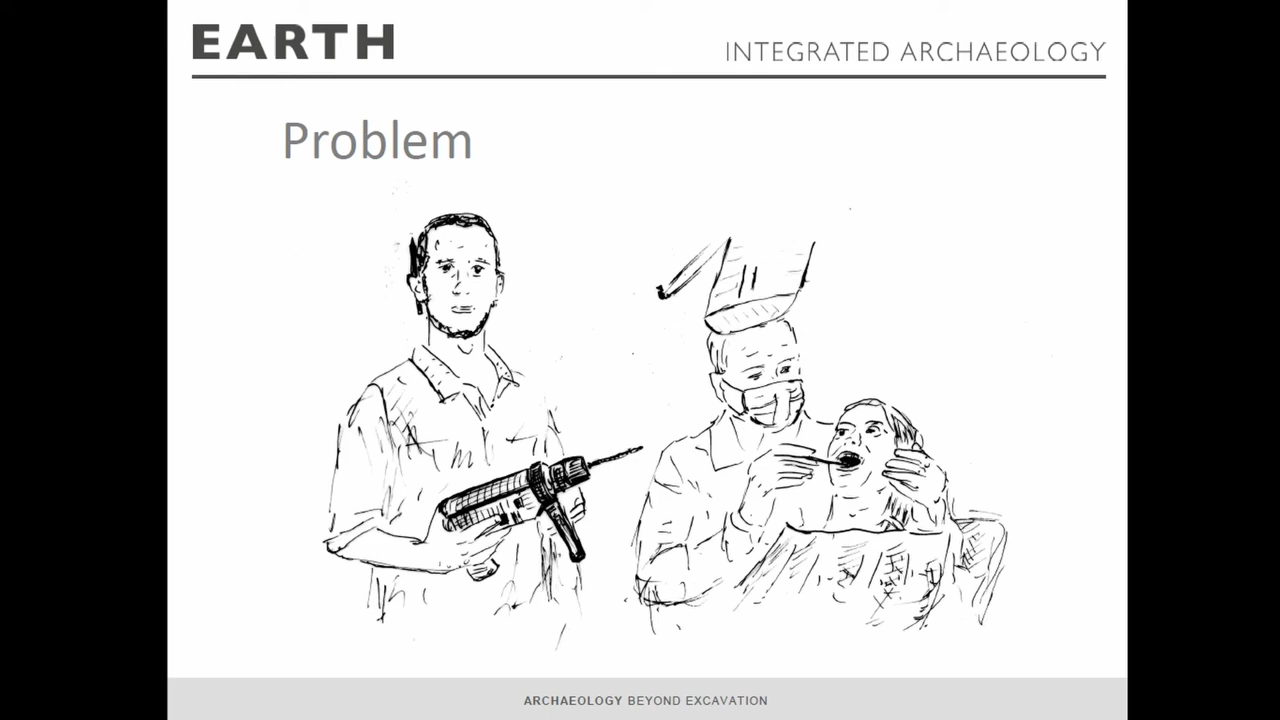 EARTH
INTEGRATED ARCHAEOLOGY
Problem
ARCHAEOLOGY BEYOND EXCAVATION